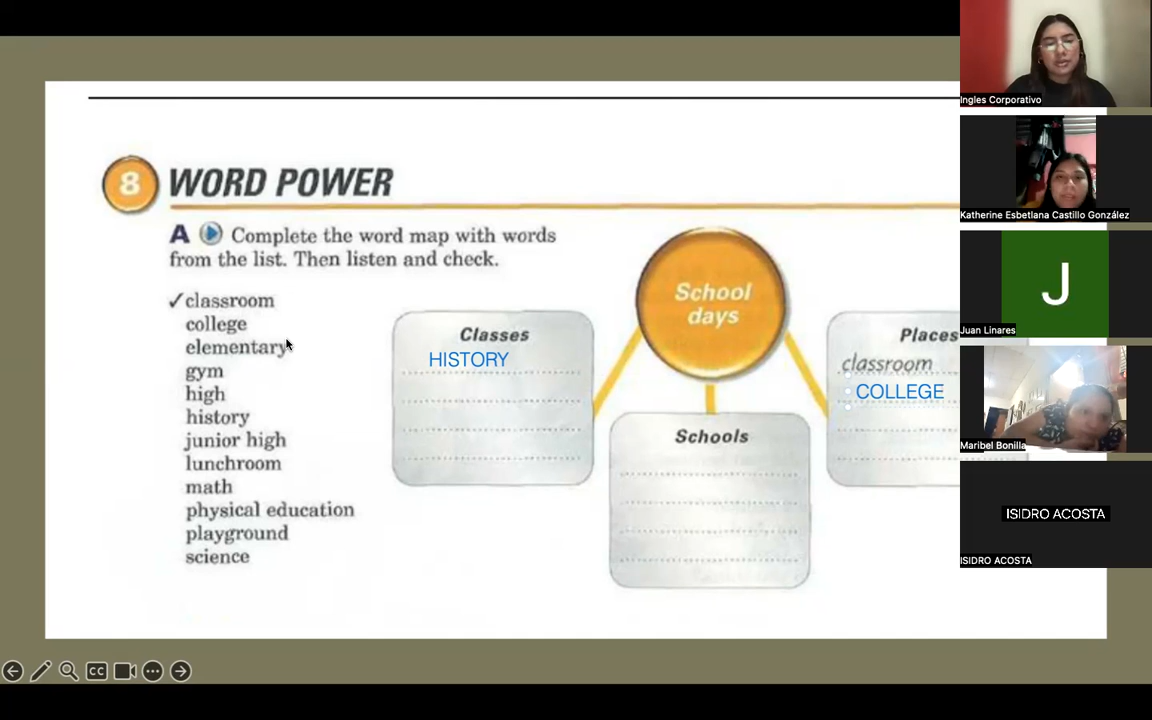 8 WORD POWER
A Complete the word map with words
from the list. Then listen and check.
✓classroom
college
elementary
gym
high
history
junior high
lunchroom
math
physical education
playground
science
Classes
HISTORY
School
days
Schools
Places
classroom
COLLEGE
CC
Ingles Corporativo
Katherine Esbetlana Castillo González
J
Juan Linares
Maribel Bonilla
ISIDRO ACOSTA
ISIDRO ACOSTA